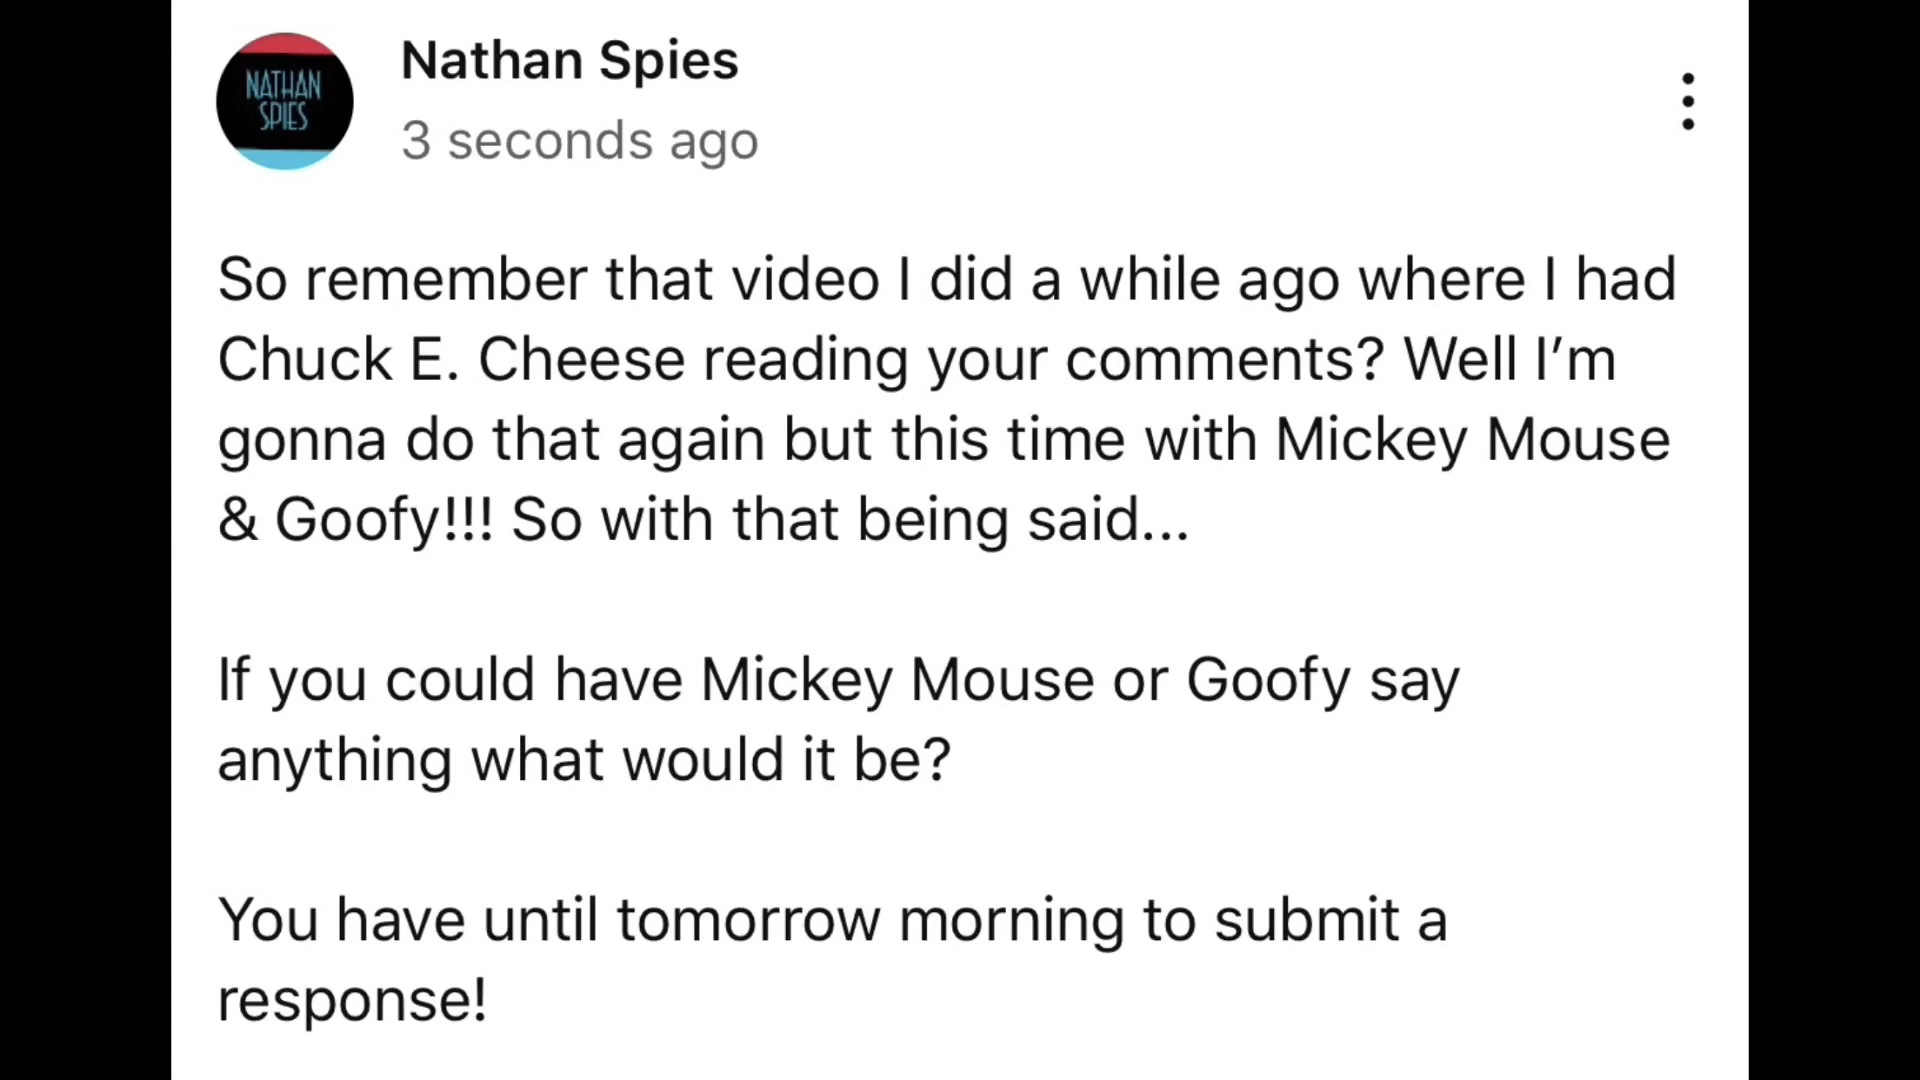 NATHAN
SPIES
Nathan Spies
3 seconds ago
So remember that video I did a while ago where I had
Chuck E. Cheese reading your comments? Well I’m
gonna do that again but this time with Mickey Mouse
& Goofy!!! So with that being said...
If you could have Mickey Mouse or Goofy say
anything what would it be?
You have until tomorrow morning to submit a
response!